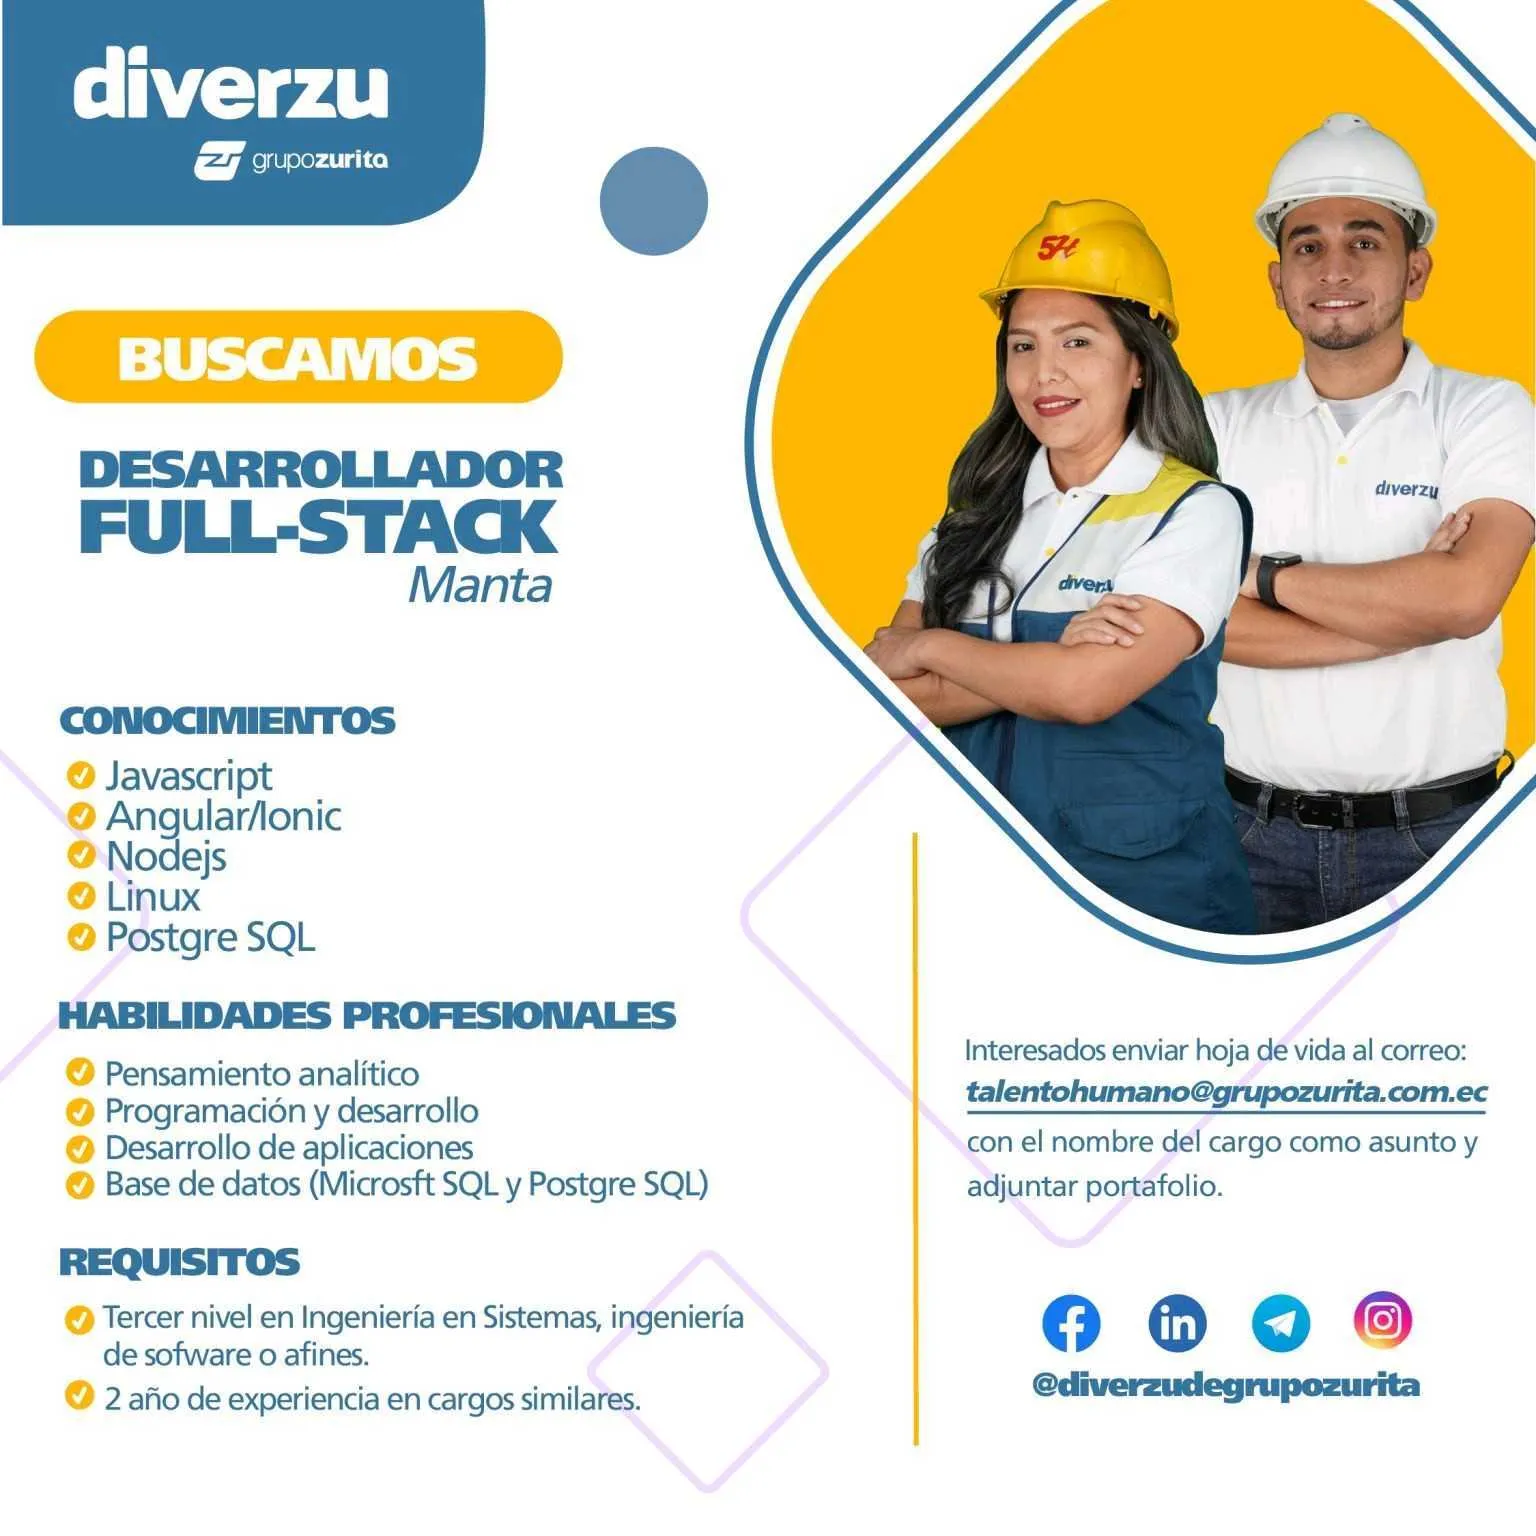 diverzu
grupozurita
BUSCAMOS
DESARROLLADOR
FULL-STACK
Manta
CONOCIMIENTOS
Javascript
Angular/Ionic
Nodejs
Linux
Postgre SQL
HABILIDADES PROFESIONALES
Pensamiento analítico
Programación y desarrollo
Desarrollo de aplicaciones
Base de datos (Microsft SQL y Postgre SQL)
REQUISITOS
Tercer nivel en Ingeniería en Sistemas, ingeniería
de sofware o afines.
2 año de experiencia en cargos similares.
diverzu
diverzu
Interesados enviar hoja de vida al correo:
talentohumano@grupozurita.com.ec
con el nombre del cargo como asunto y
adjuntar portafolio.
@diverzudegrupozurita